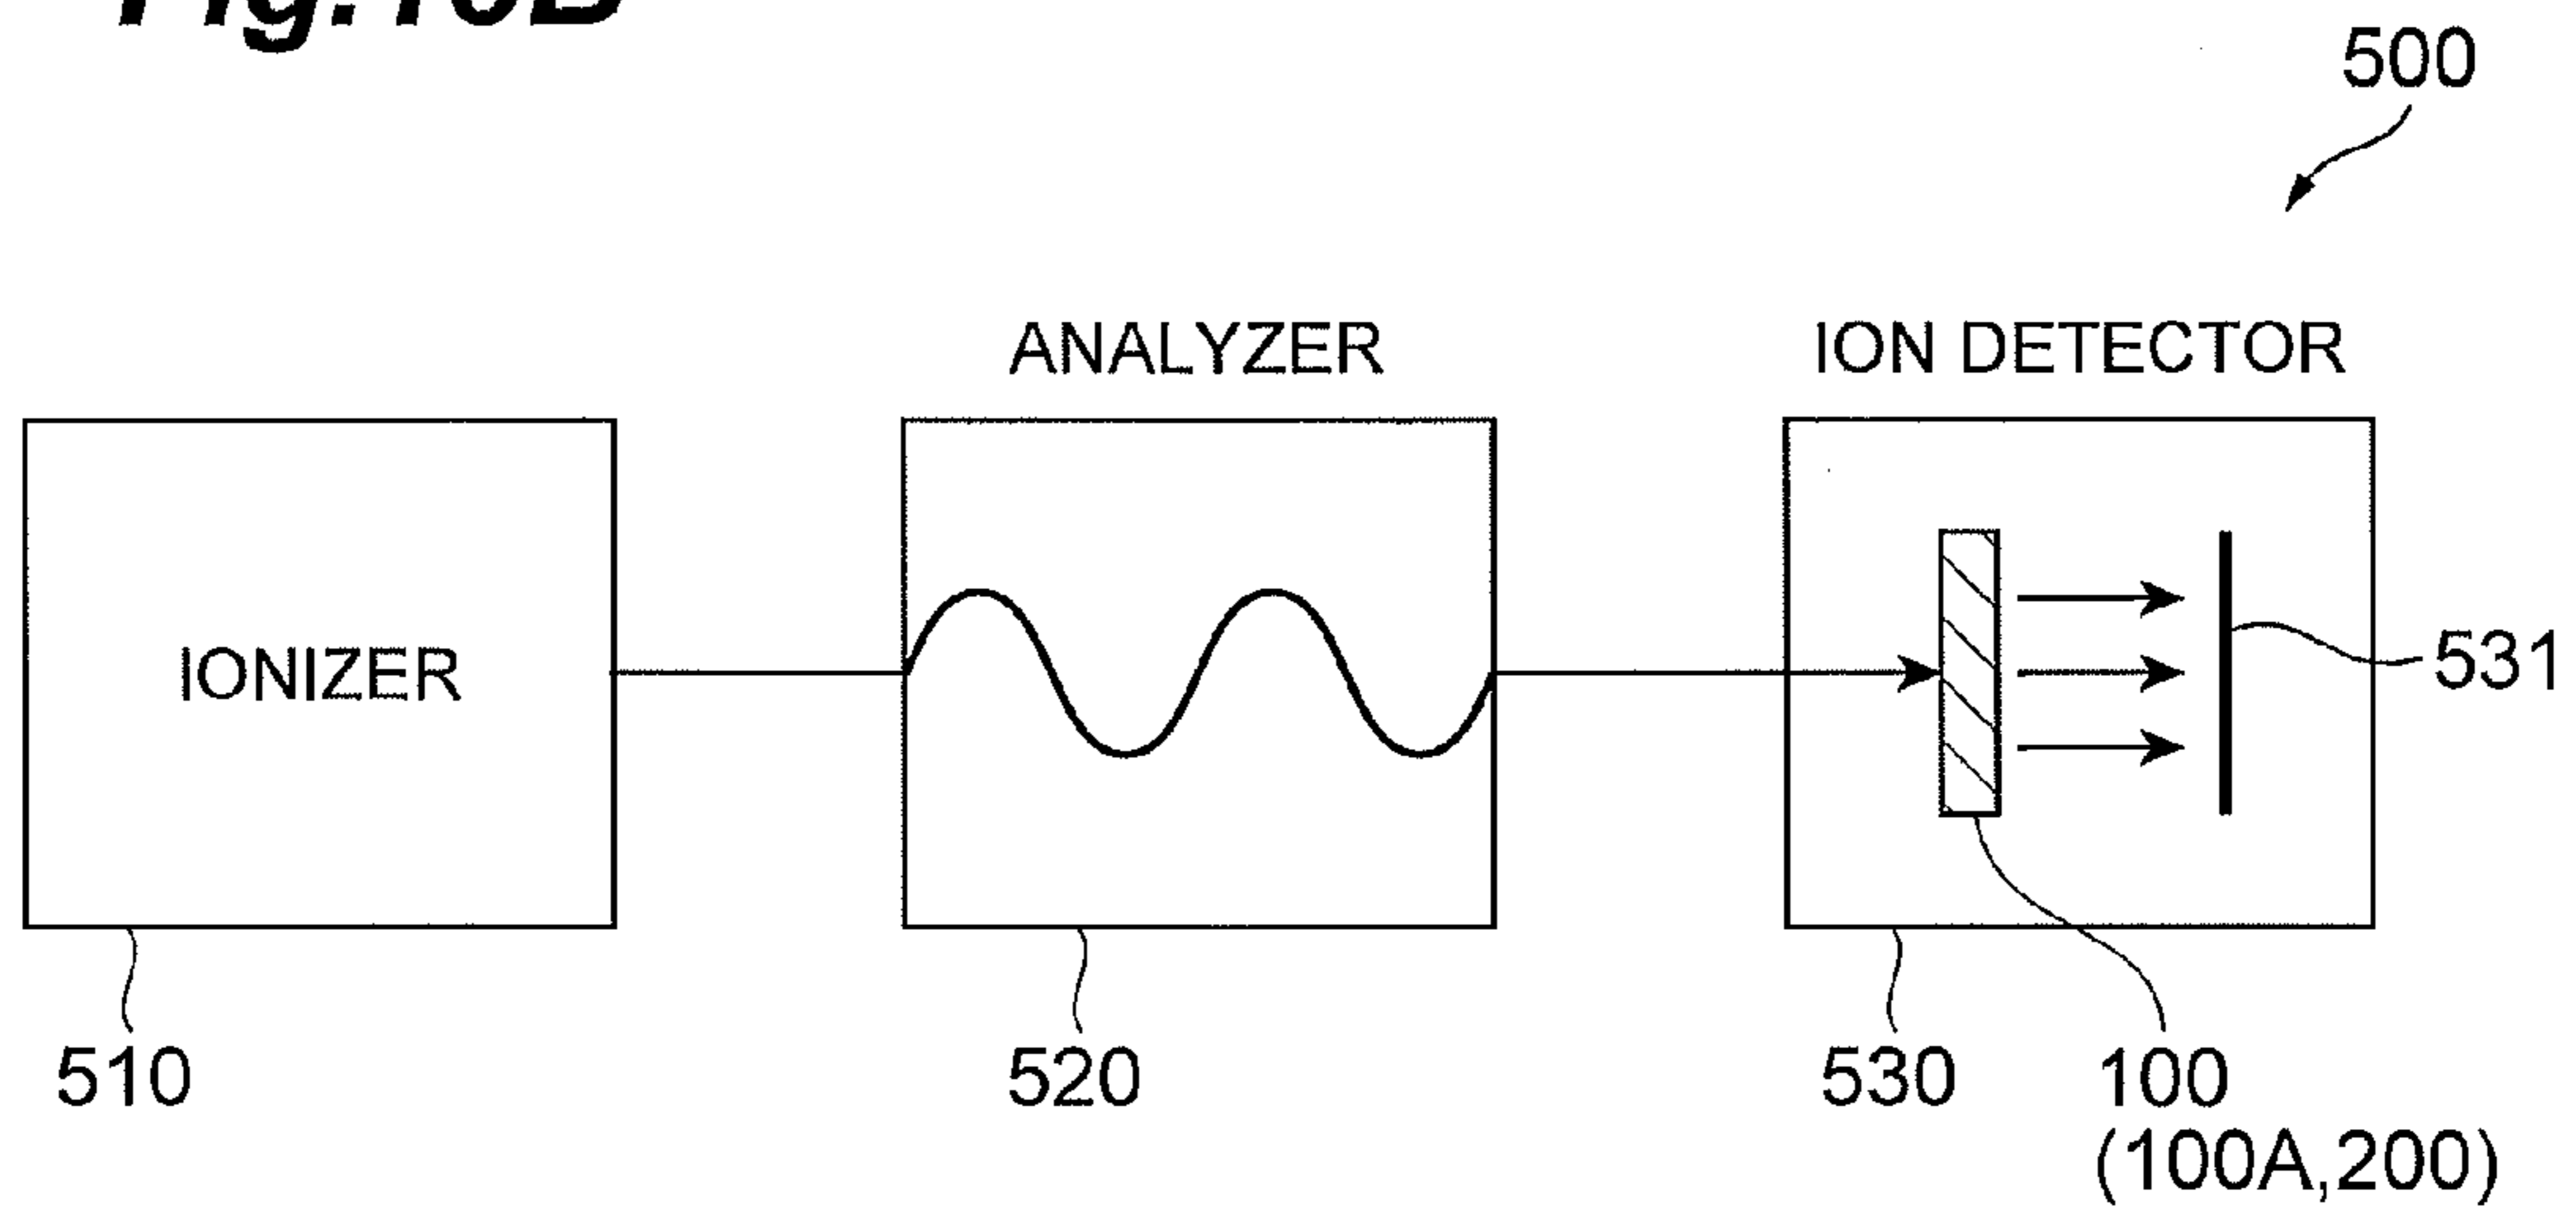 500
ANALYZER
ION DETECTOR
IONIZER
531
510
520
530
100
(100A,200)